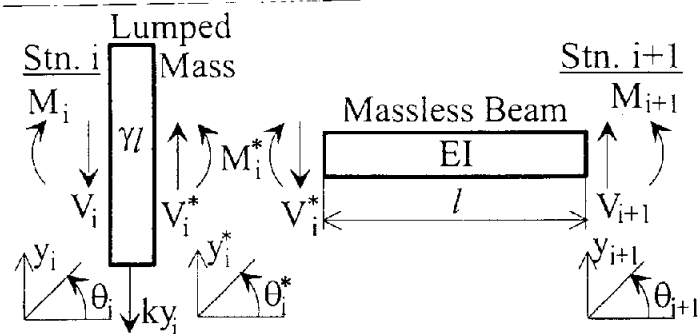 Lumped
Mass
Stn. i
Stn. i+1
M_i
M_{i+1}
Massless Beam
γl
M_i^*
EI
V_i
V_i^*
V_i^*
l
V_{i+1}
y_i
y_i^*
y_{i+1}
θ_i
θ_i^*
θ_{i+1}
ky_i